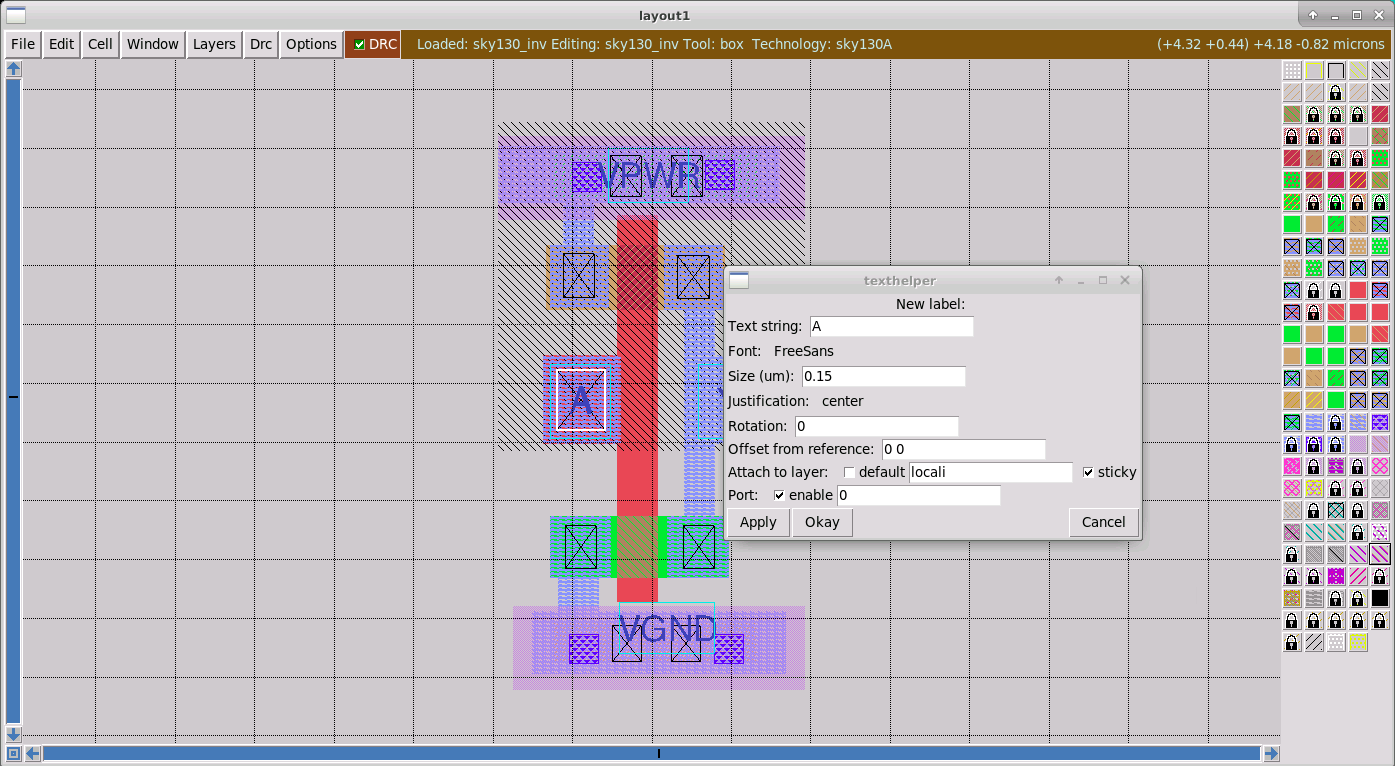 layout1
File Edit Cell Window Layers Drc Options DRC Loaded: sky130_inv Editing: sky130_inv Tool: box Technology: sky130A (+4.32 +0.44) +4.18 -0.82 microns
VPWR
texthelper
New label:
Text string: A
Font: FreeSans
Size (um): 0.15
Justification: center
A
Rotation: 0
Offset from reference: 0 0
Attach to layer: default locali sticky
Port: enable 0
Apply Okay Cancel
VGND